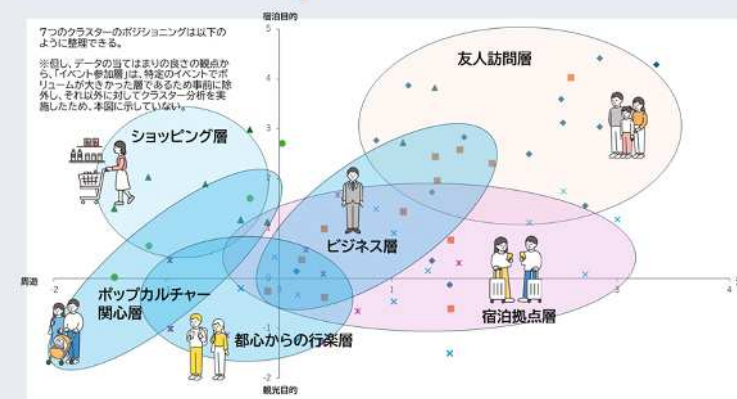 宿泊目的
7つのクラスターのポジショニングは以下の
ように整理できる。
※但し、データの当てはまりの良さの観点か
ら、「イベント参加層」は、特定のイベントでボ
リュームが大きかった層であるため事前に除
外し、それ以外に対してクラスター分析を実
施したため、本図に示していない。
友人訪問層
ショッピング層
ビジネス層
ポップカルチャー
関心層
都心からの行楽層
宿泊拠点層
周遊
観光目的
5
4
3
-2
1
3
4
-1
-2